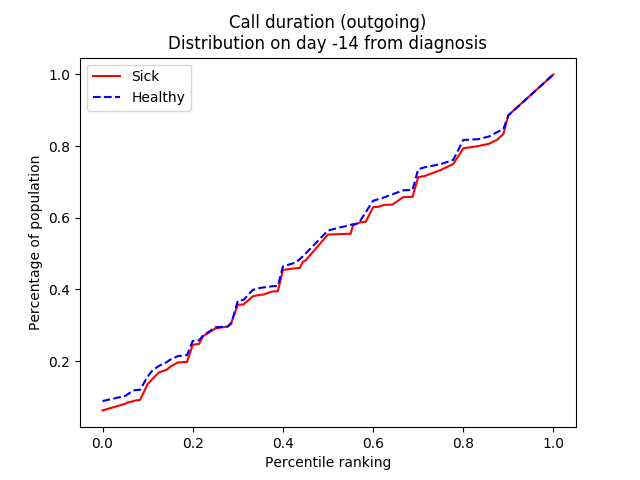 Call duration (outgoing)
Distribution on day -14 from diagnosis
Sick
Healthy
Percentage of population
1.0
0.8
0.6
0.4
0.2
0.0 0.2 0.4 0.6 0.8 1.0
Percentile ranking